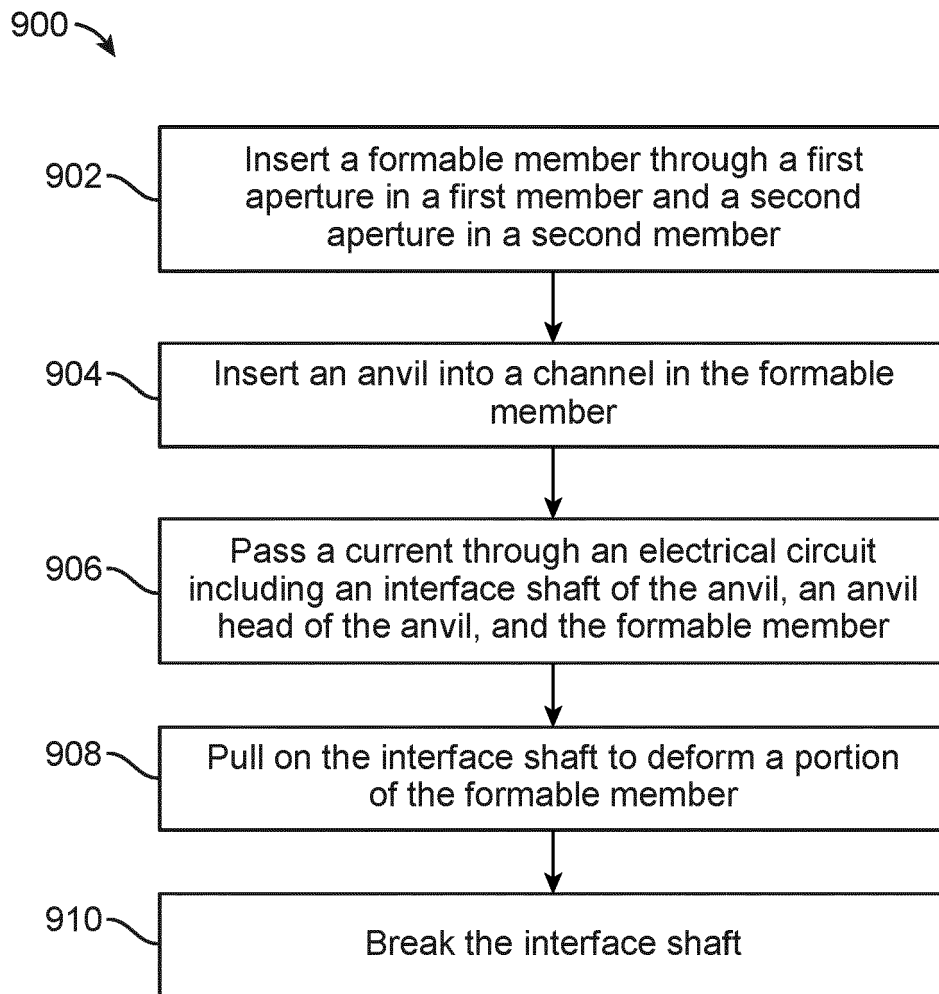 900
902
Insert a formable member through a first
aperture in a first member and a second
aperture in a second member
904
Insert an anvil into a channel in the formable
member
906
Pass a current through an electrical circuit
including an interface shaft of the anvil, an anvil
head of the anvil, and the formable member
908
Pull on the interface shaft to deform a portion
of the formable member
910
Break the interface shaft